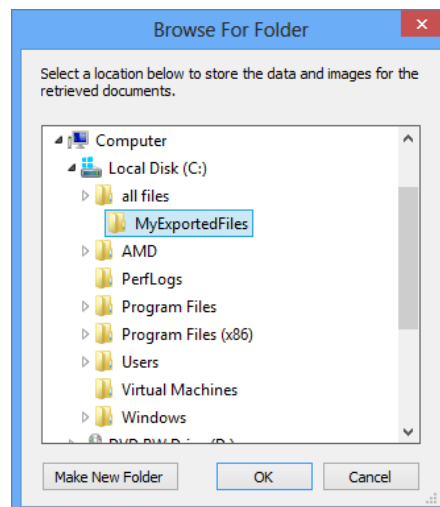 Browse For Folder
Select a location below to store the data and images for the
retrieved documents.
Computer
Local Disk (C:)
all files
MyExportedFiles
AMD
PerfLogs
Program Files
Program Files (x86)
Users
Virtual Machines
Windows
Make New Folder
OK
Cancel